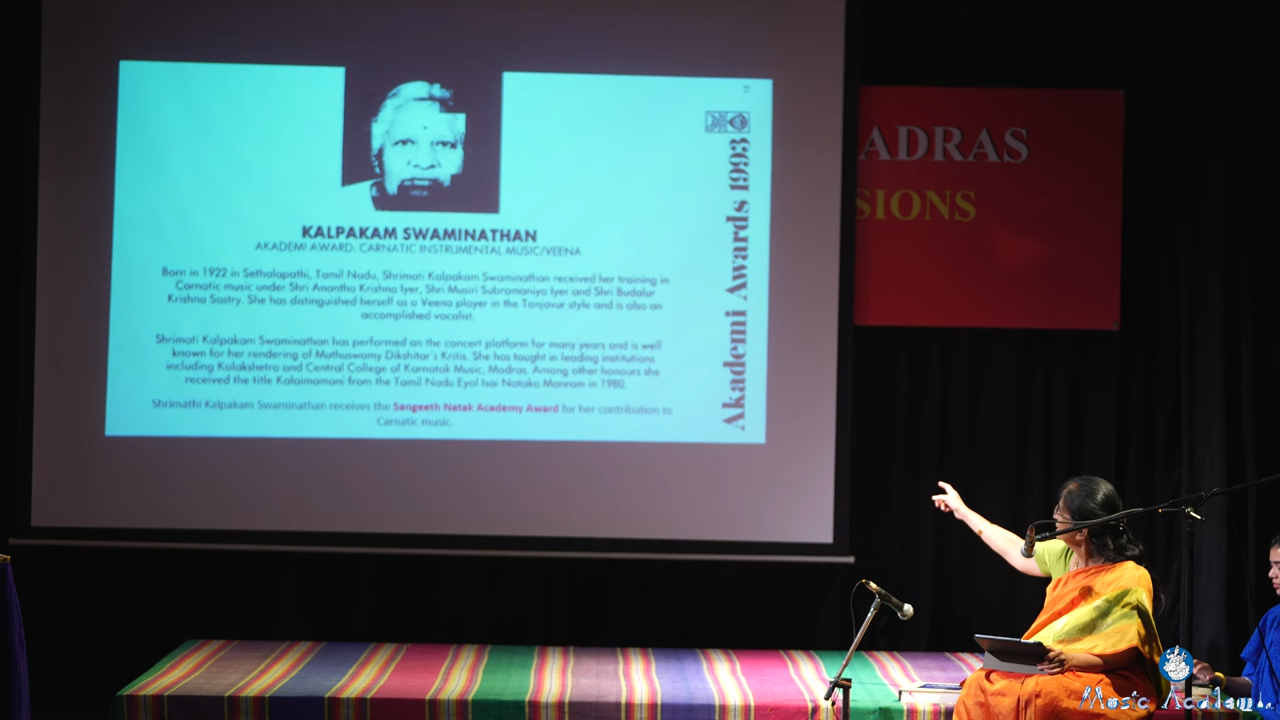 KALPAKAM SWAMINATHAN
AKADEMI AWARD: CARNATIC INSTRUMENTAL MUSIC/VEENA
Born in 1922 in Sethalapathi, Tamil Nadu, Shrimati Kalpakam Swaminathan received her training in
Carnatic music under Shri Anantha Krishna Iyer, Shri Musiri Subramaniya Iyer and Shri Budalur
Krishna Sastry. She has distinguished herself as a Veena player in the Tanjavur style and is also an
accomplished vocalist.
Shrimati Kalpakam Swaminathan has performed on the concert platform for many years and is well
known for her rendering of Muthuswamy Dikshitar's Kritis. She has taught in leading institutions
including Kalakshetra and Central College of Karnatak Music, Madras. Among other honours she
received the title Kalaimamani from the Tamil Nadu Eyal Isai Nataka Manram in 1980.
Shrimathi Kalpakam Swaminathan receives the Sangeeth Natak Academy Award for her contribution to
Carnatic music.
Akademi Awards 1993
ADRAS
SIONS
Music Academy